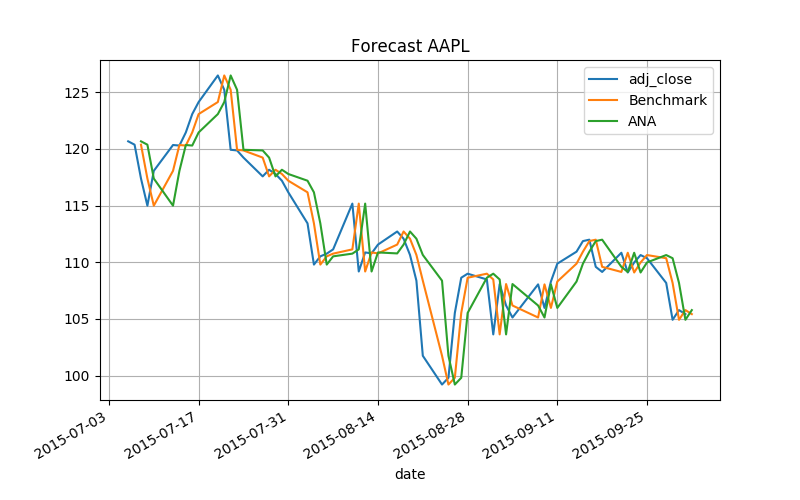 Forecast AAPL
adj_close
Benchmark
ANA
125
120
115
110
105
100
2015-07-03
2015-07-17
2015-07-31
2015-08-14
2015-08-28
2015-09-11
2015-09-25
date